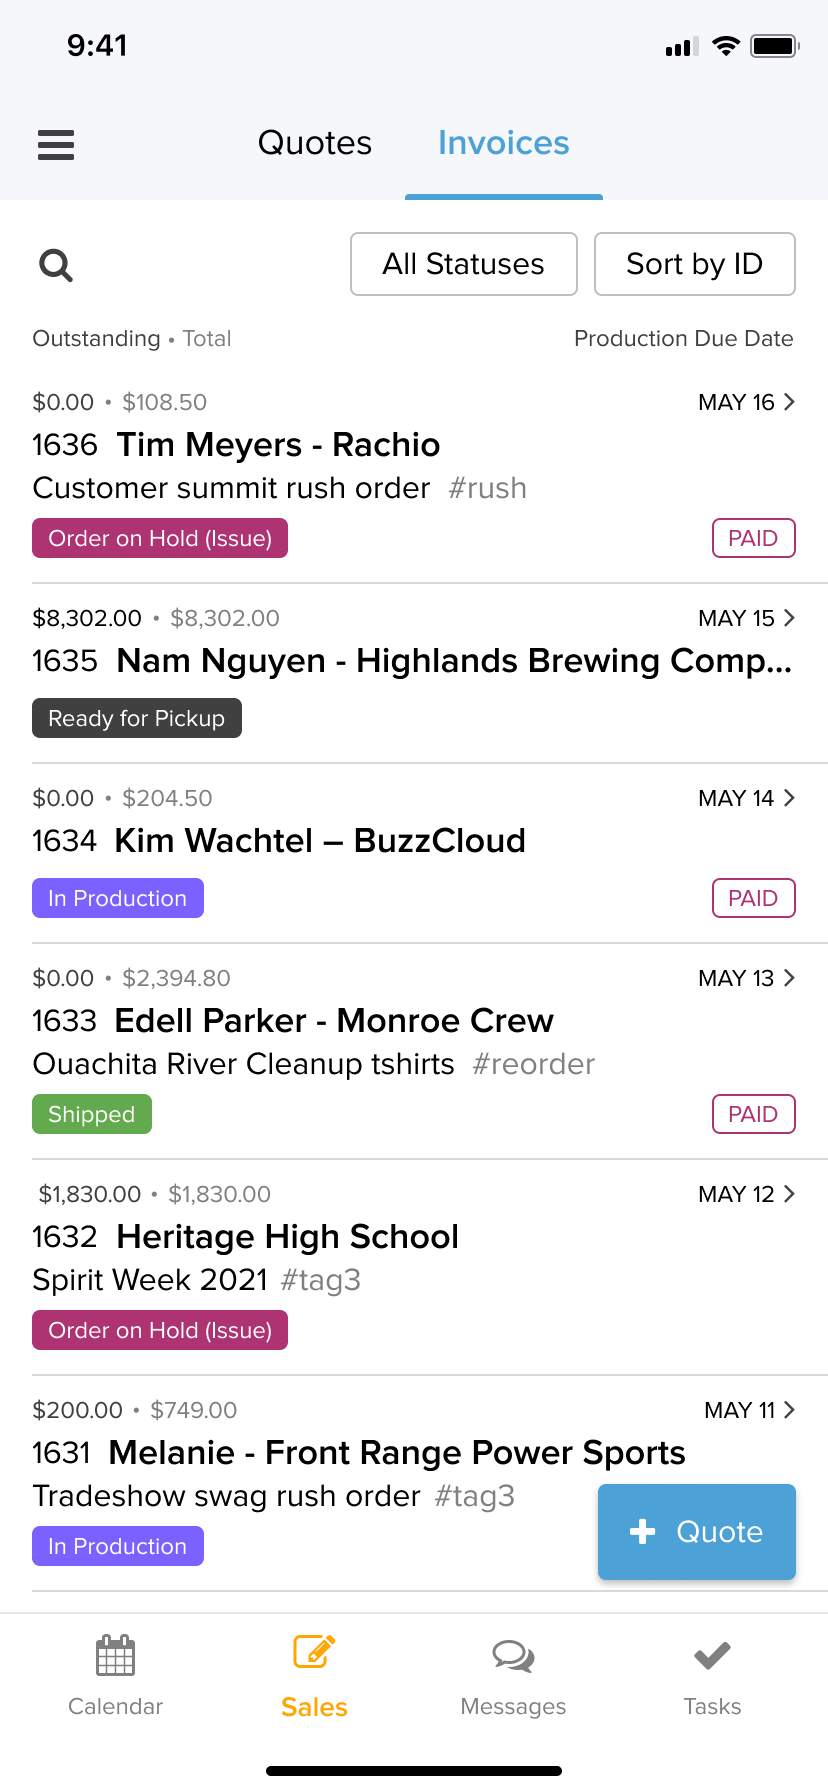 9:41
Quotes Invoices
All Statuses Sort by ID
Outstanding • Total Production Due Date
$0.00 • $108.50 MAY 16
1636 Tim Meyers - Rachio
Customer summit rush order #rush
Order on Hold (Issue) PAID
$8,302.00 • $8,302.00 MAY 15
1635 Nam Nguyen - Highlands Brewing Comp...
Ready for Pickup
$0.00 • $204.50 MAY 14
1634 Kim Wachtel – BuzzCloud
In Production PAID
$0.00 • $2,394.80 MAY 13
1633 Edell Parker - Monroe Crew
Ouachita River Cleanup tshirts #reorder
Shipped PAID
$1,830.00 • $1,830.00 MAY 12
1632 Heritage High School
Spirit Week 2021 #tag3
Order on Hold (Issue)
$200.00 • $749.00 MAY 11
1631 Melanie - Front Range Power Sports
Tradeshow swag rush order #tag3
In Production
+ Quote
Calendar Sales Messages Tasks